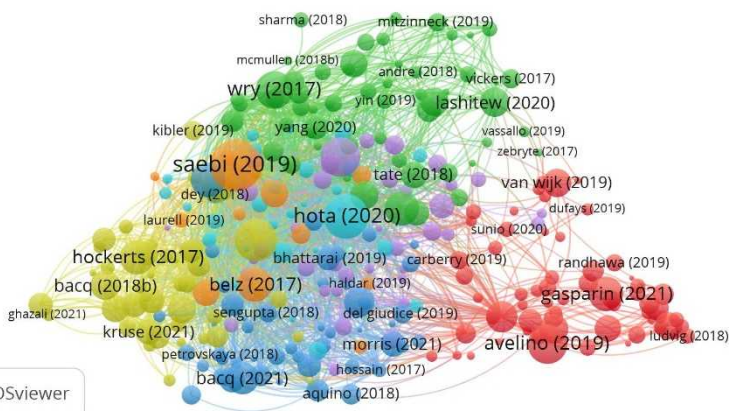 sharma (2018)
mitzinneck (2019)
mcmullen (2018b)
andre (2018)
vickers (2017)
wry (2017)
yin (2019)
lashitew (2020)
kibler (2019)
yang (2020)
vassallo (2019)
zebryte (2017)
saebi (2019)
tate (2018)
van wijk (2019)
dey (2018)
laurell (2019)
hota (2020)
dufays (2019)
sunio (2020)
hockerts (2017)
bhattarai (2019)
carberry (2019)
randhawa (2019)
bacq (2018b)
belz (2017)
haldar (2019)
gasparin (2021)
ghazali (2021)
sengupta (2018)
del giudice (2019)
kruse (2021)
morris (2021)
avelino (2019)
ludvig (2018)
petrovskaya (2018)
hossain (2017)
bacq (2021)
aquino (2018)
OSviewer